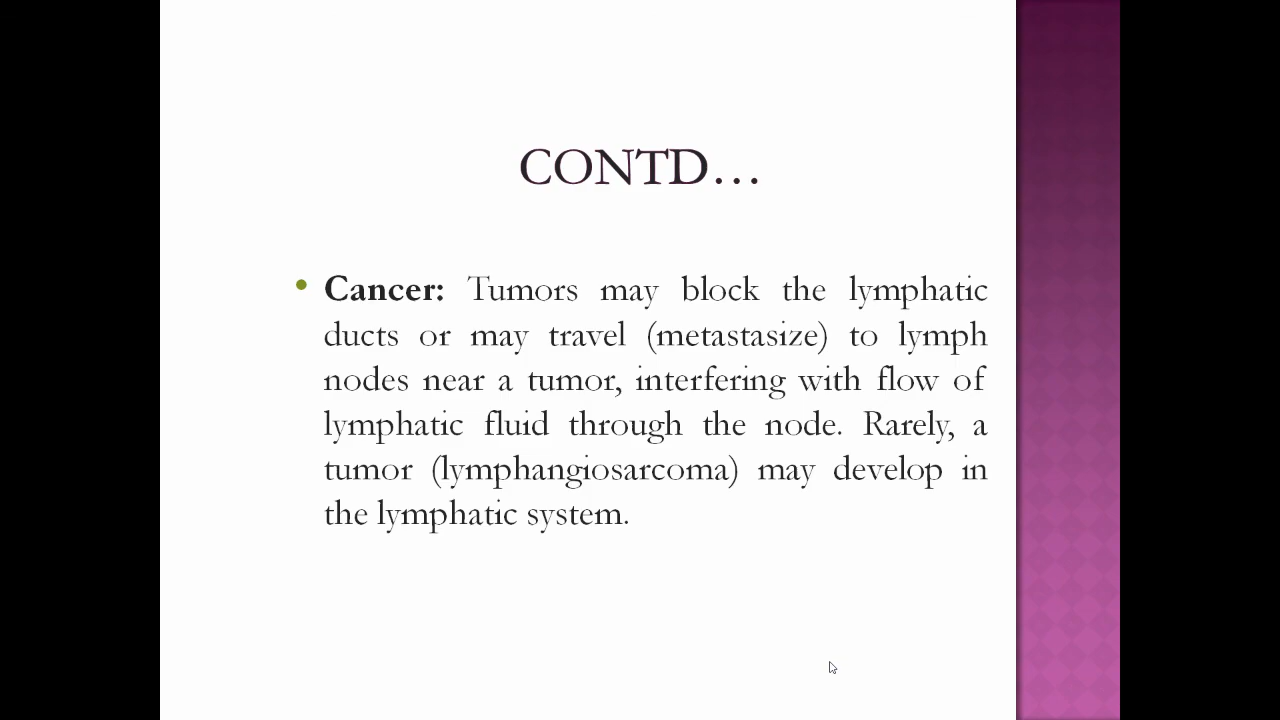 CONTD…
• Cancer: Tumors may block the lymphatic
ducts or may travel (metastasize) to lymph
nodes near a tumor, interfering with flow of
lymphatic fluid through the node. Rarely, a
tumor (lymphangiosarcoma) may develop in
the lymphatic system.